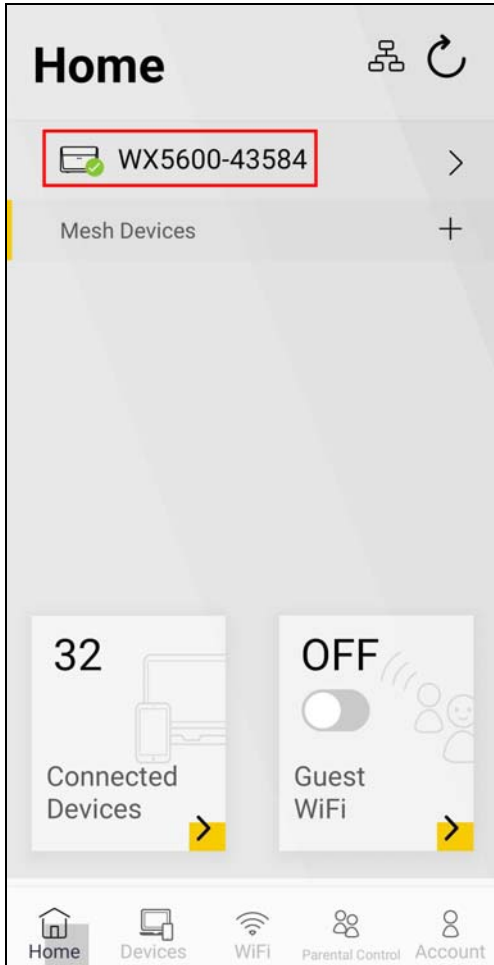 Home
WX5600-43584
Mesh Devices
32
Connected
Devices
OFF
Guest
WiFi
Home
Devices
WiFi
Parental Control
Account